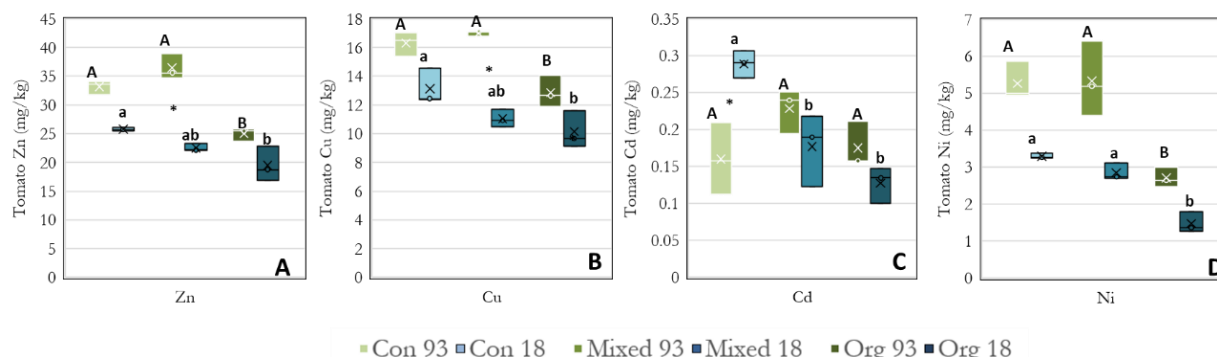 A
Tomato Zn (mg/kg)
45
40
35
30
25
20
15
10
5
0
A
A
a
*
ab
B
b
A
Zn
B
Tomato Cu (mg/kg)
18
16
14
12
10
8
6
4
2
0
A
A
a
*
ab
B
b
B
Cu
C
Tomato Cd (mg/kg)
0.35
0.3
0.25
0.2
0.15
0.1
0.05
0
A
*
a
A
b
A
b
C
Cd
D
Tomato Ni (mg/kg)
7
6
5
4
3
2
1
0
A
A
a
a
B
b
D
Ni
Con 93 Con 18 Mixed 93 Mixed 18 Org 93 Org 18